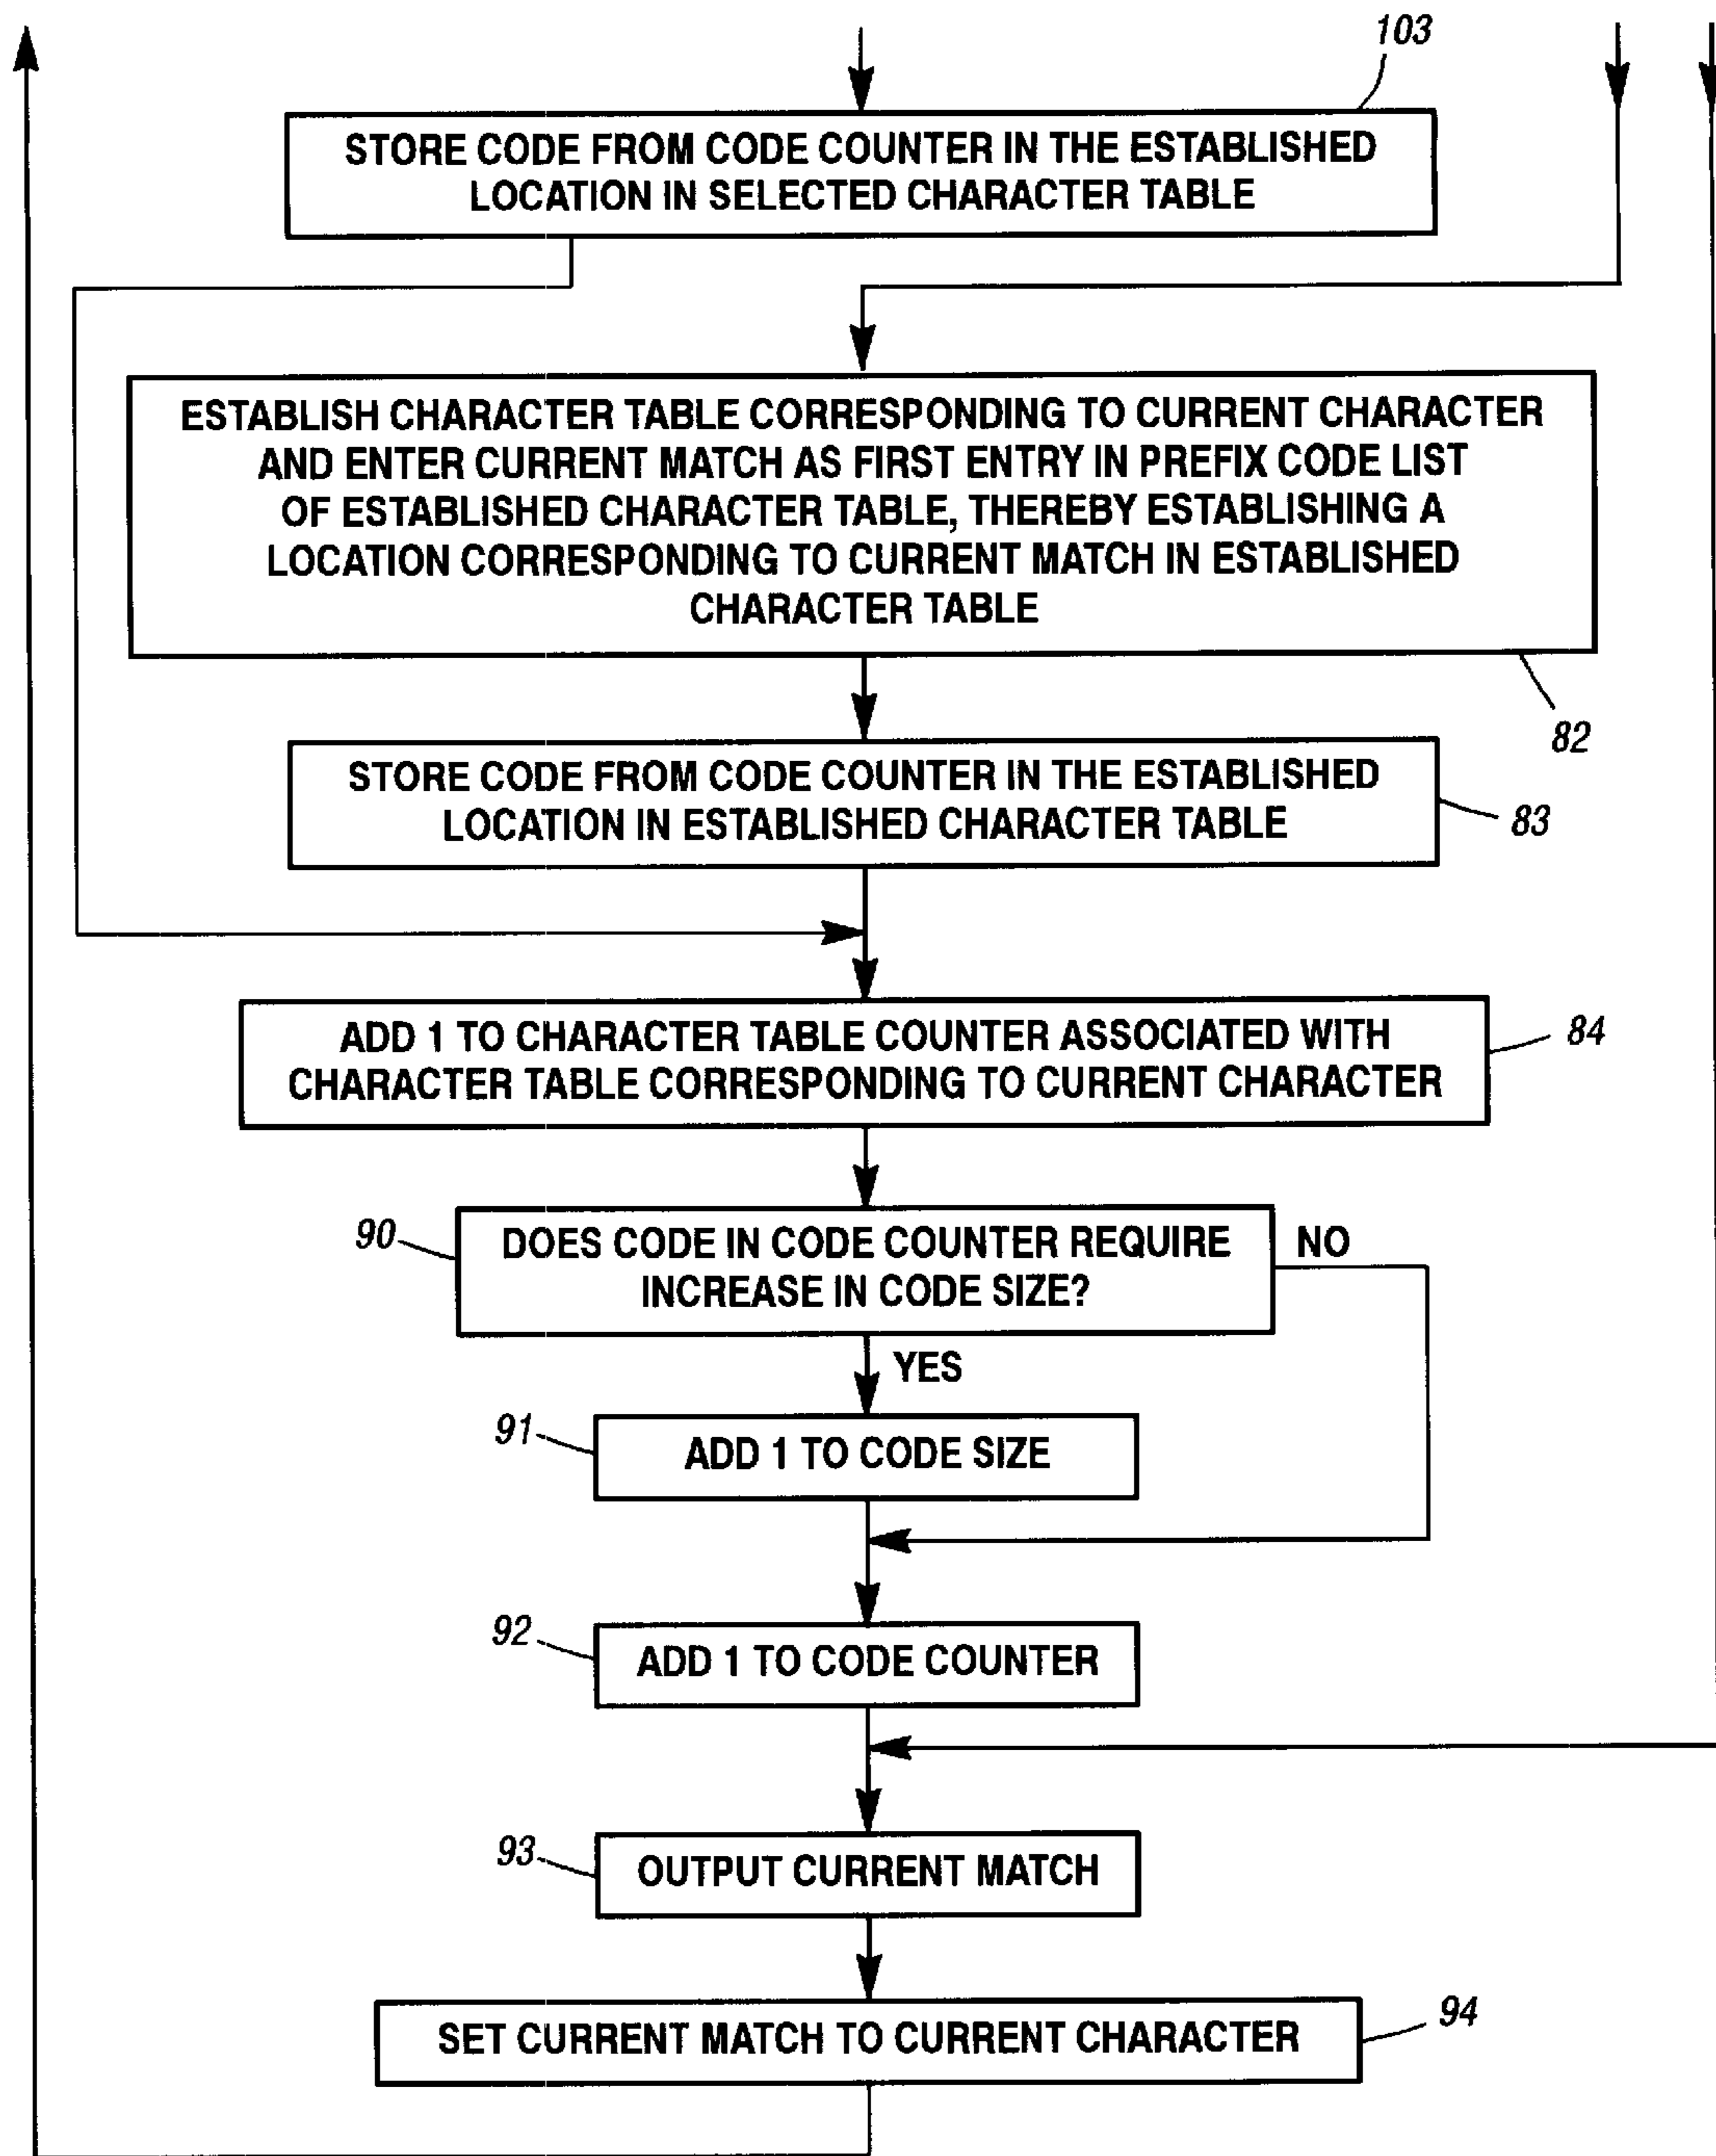 103
STORE CODE FROM CODE COUNTER IN THE ESTABLISHED
LOCATION IN SELECTED CHARACTER TABLE
ESTABLISH CHARACTER TABLE CORRESPONDING TO CURRENT CHARACTER
AND ENTER CURRENT MATCH AS FIRST ENTRY IN PREFIX CODE LIST
OF ESTABLISHED CHARACTER TABLE, THEREBY ESTABLISHING A
LOCATION CORRESPONDING TO CURRENT MATCH IN ESTABLISHED
CHARACTER TABLE
82
STORE CODE FROM CODE COUNTER IN THE ESTABLISHED
LOCATION IN ESTABLISHED CHARACTER TABLE
83
ADD 1 TO CHARACTER TABLE COUNTER ASSOCIATED WITH
CHARACTER TABLE CORRESPONDING TO CURRENT CHARACTER
84
90
DOES CODE IN CODE COUNTER REQUIRE
INCREASE IN CODE SIZE?
NO
YES
91
ADD 1 TO CODE SIZE
92
ADD 1 TO CODE COUNTER
93
OUTPUT CURRENT MATCH
SET CURRENT MATCH TO CURRENT CHARACTER
94